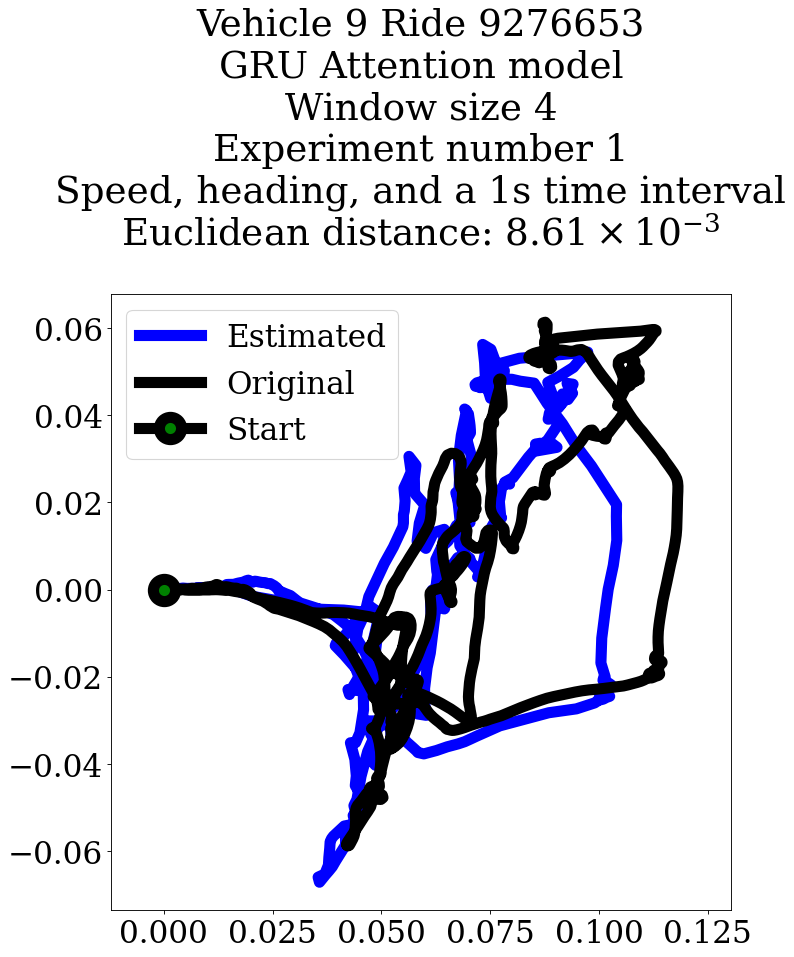 Vehicle 9 Ride 9276653
GRU Attention model
Window size 4
Experiment number 1
Speed, heading, and a 1s time interval
Euclidean distance: 8.61 × 10⁻³
Estimated
Original
Start
0.06
0.04
0.02
0.00
−0.02
−0.04
−0.06
0.000 0.025 0.050 0.075 0.100 0.125